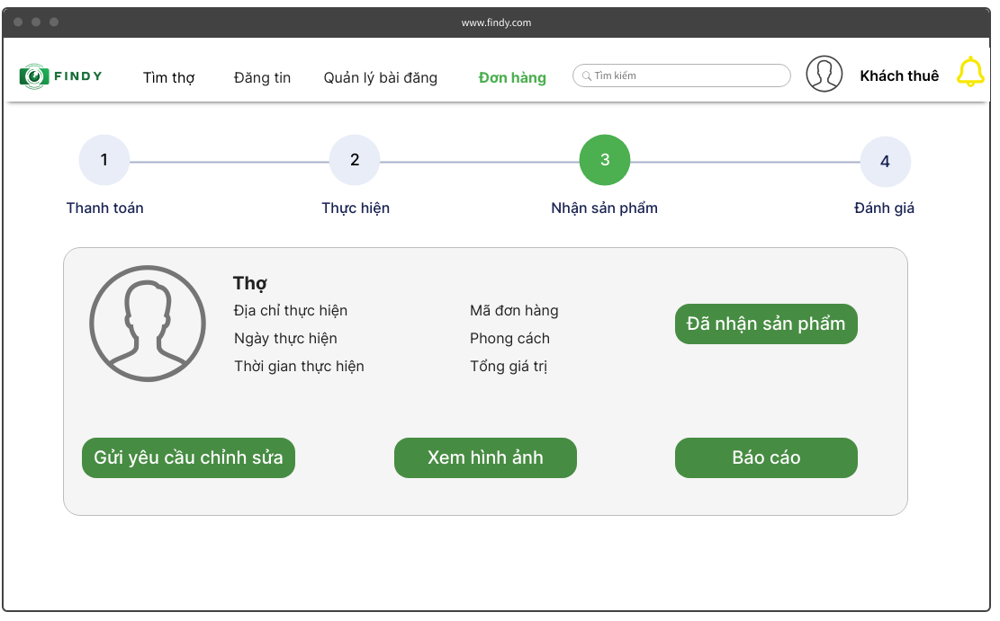 www.findy.com
FINDY
Tìm thợ
Đăng tin
Quản lý bài đăng
Đơn hàng
Tìm kiếm
Khách thuê
1
2
3
4
Thanh toán
Thực hiện
Nhận sản phẩm
Đánh giá
Thợ
Địa chỉ thực hiện
Mã đơn hàng
Đã nhận sản phẩm
Ngày thực hiện
Phong cách
Thời gian thực hiện
Tổng giá trị
Gửi yêu cầu chỉnh sửa
Xem hình ảnh
Báo cáo